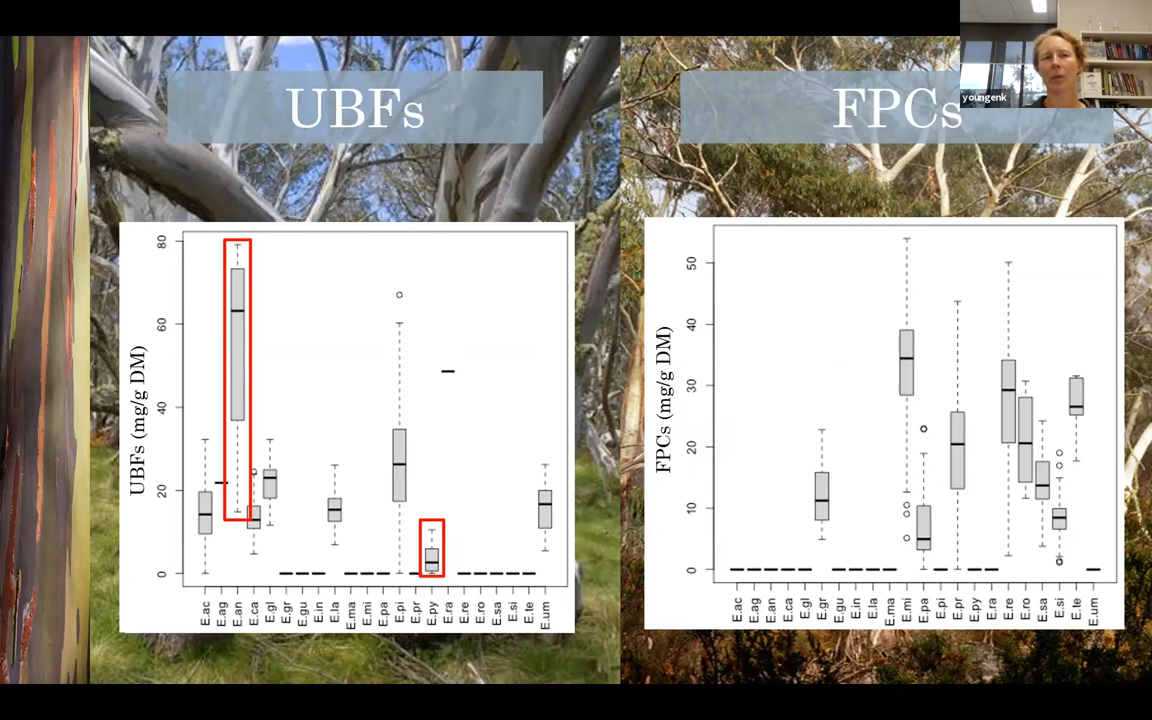 UBFs
FPCs
youngenk
UBFs (mg/g DM)
80
60
40
20
0
E.ac
E.ag
E.an
E.ca
E.gl
E.gr
E.gu
E.in
E.la
E.ma
E.mi
E.pa
E.pi
E.pr
E.py
E.ra
E.re
E.ro
E.sa
E.si
E.te
E.um
FPCs (mg/g DM)
50
40
30
20
10
0
E.ac
E.ag
E.an
E.ca
E.gl
E.gr
E.gu
E.in
E.la
E.ma
E.mi
E.pa
E.pi
E.pr
E.py
E.ra
E.re
E.ro
E.sa
E.si
E.te
E.um